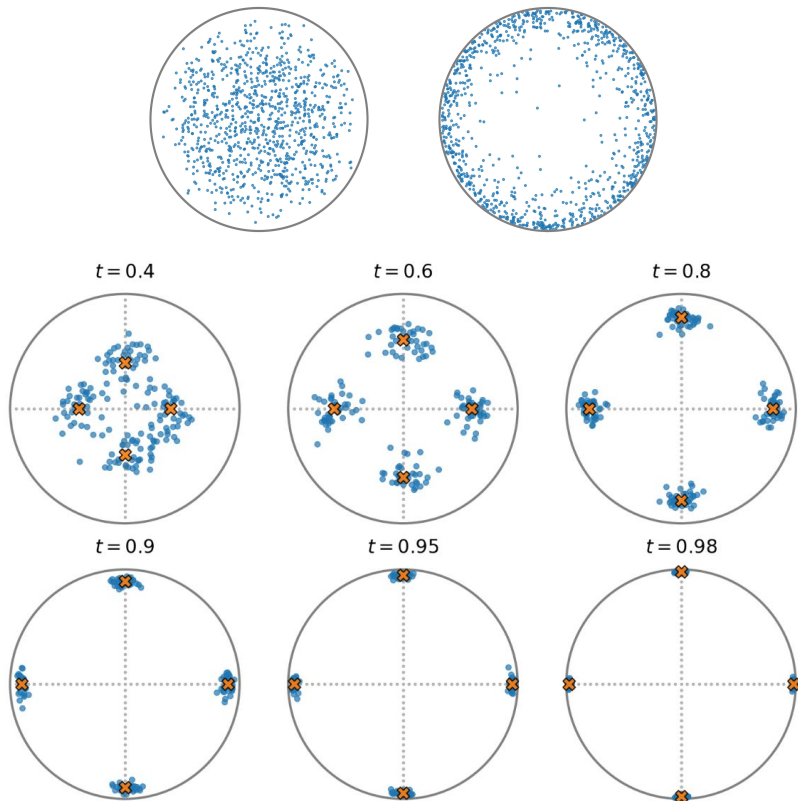 t = 0.4
t = 0.6
t = 0.8
t = 0.9
t = 0.95
t = 0.98